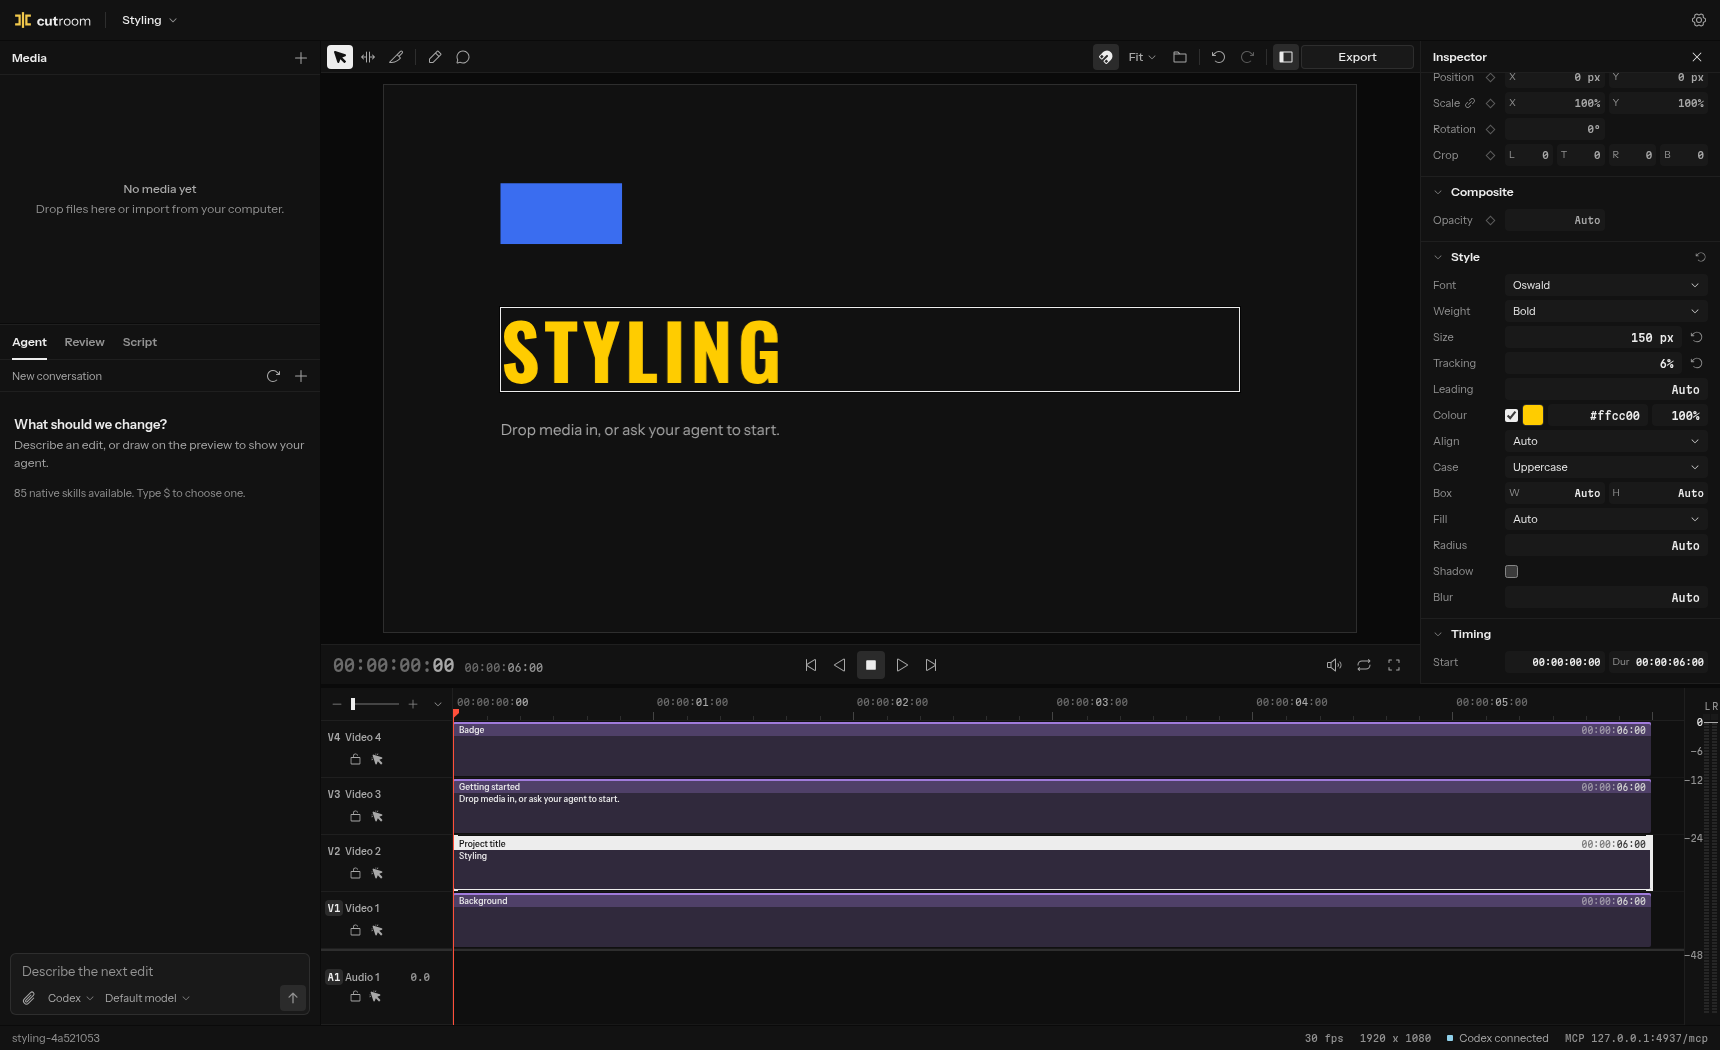 cutroom
Styling
Media
Fit
Export
Inspector
No media yet
Drop files here or import from your computer.
Agent
Review
Script
New conversation
What should we change?
Describe an edit, or draw on the preview to show your
agent.
85 native skills available. Type $ to choose one.
Describe the next edit
Codex
Default model
STYLING
Drop media in, or ask your agent to start.
Position X 0 px Y 0 px
Scale X 100% Y 100%
Rotation 0°
Crop L 0 T 0 R 0 B 0
Composite
Opacity Auto
Style
Font Oswald
Weight Bold
Size 150 px
Tracking 6%
Leading Auto
Colour #ffcc00 100%
Align Auto
Case Uppercase
Box W Auto H Auto
Fill Auto
Radius Auto
Shadow
Blur Auto
Timing
Start 00:00:00:00 Dur 00:00:06:00
00:00:00:00 00:00:06:00
00:00:00:00 00:00:01:00 00:00:02:00 00:00:03:00 00:00:04:00 00:00:05:00
V4 Video 4
Badge 00:00:06:00
V3 Video 3
Getting started 00:00:06:00
Drop media in, or ask your agent to start.
V2 Video 2
Project title 00:00:06:00
Styling
V1 Video 1
Background 00:00:06:00
A1 Audio 1 0.0
L R
0
-6
-12
-24
-48
styling-4a521053
30 fps 1920 x 1080 Codex connected MCP 127.0.0.1:4937/mcp